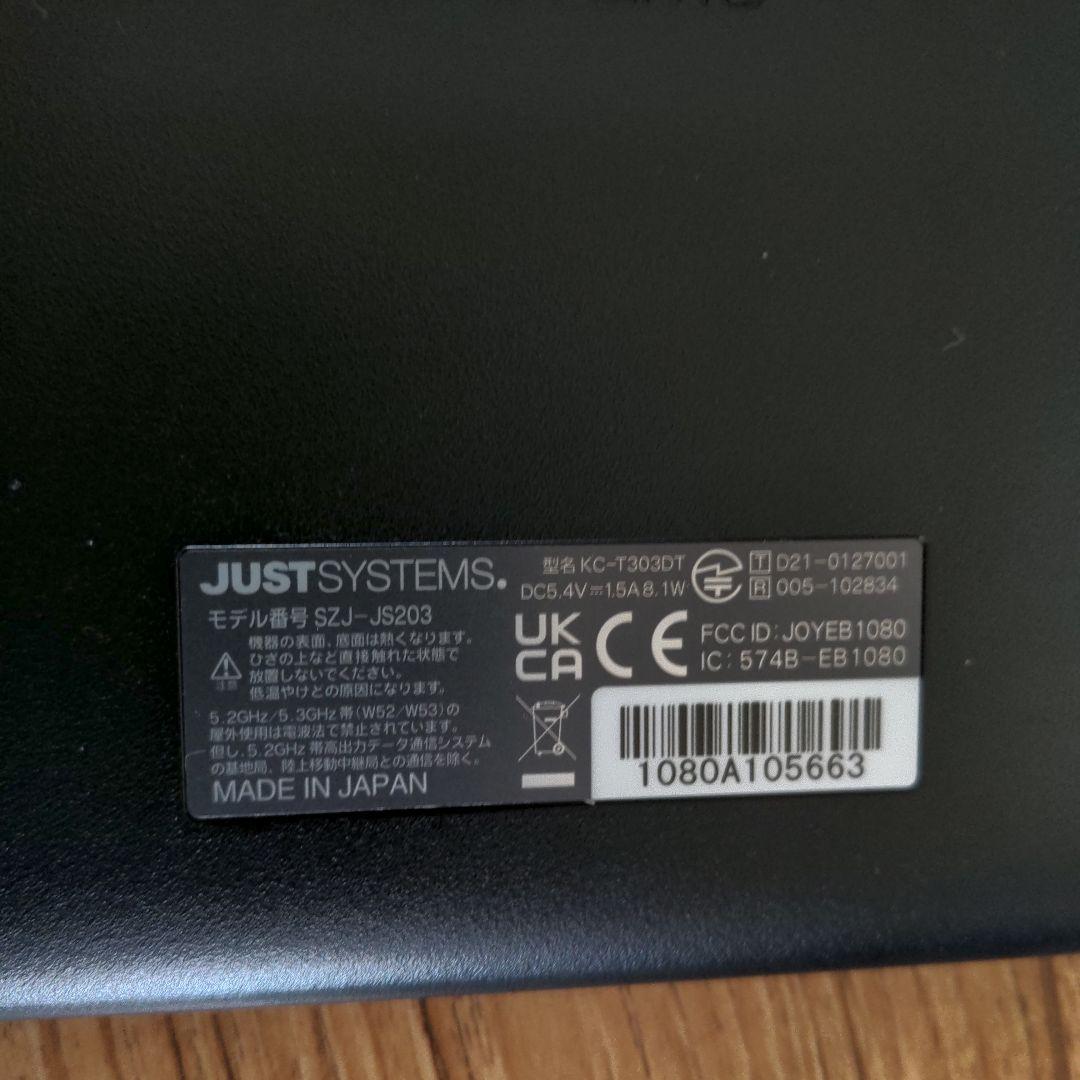 JUSTSYSTEMS.
モデル番号 SZJ-JS203
機器の表面、底面は熱くなります。
ひざの上など直接触れた状態で
放置しないでください。
低温やけどの原因になります。
注意
5.2GHz/5.3GHz帯(W52/W53)の
屋外使用は電波法で禁止されています。
但し、5.2GHz帯高出力データ通信システム
の基地局、陸上移動中継局との通信を除く。
MADE IN JAPAN
型名 KC-T303DT
DC5.4V⎓1.5A 8.1W
T D21-0127001
R 005-102834
UK
CA
CE
FCC ID: JOYEB1080
IC: 574B-EB1080
1080A105663